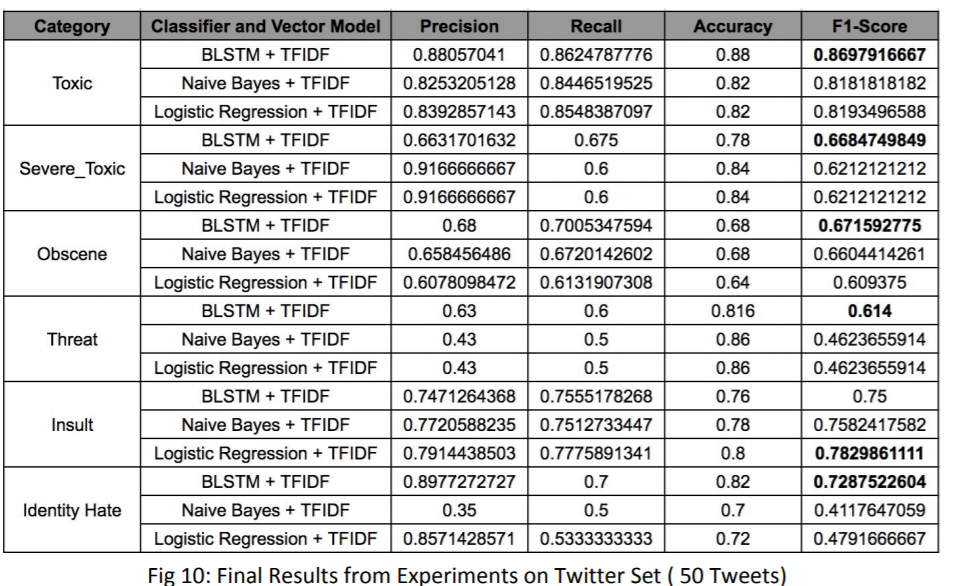 Category Classifier and Vector Model Precision Recall Accuracy F1-Score
BLSTM + TFIDF 0.88057041 0.8624787776 0.88 0.8697916667
Toxic Naive Bayes + TFIDF 0.8253205128 0.8446519525 0.82 0.8181818182
Logistic Regression + TFIDF 0.8392857143 0.8548387097 0.82 0.8193496588
BLSTM + TFIDF 0.6631701632 0.675 0.78 0.6684749849
Severe_Toxic Naive Bayes + TFIDF 0.9166666667 0.6 0.84 0.6212121212
Logistic Regression + TFIDF 0.9166666667 0.6 0.84 0.6212121212
BLSTM + TFIDF 0.68 0.7005347594 0.68 0.671592775
Obscene Naive Bayes + TFIDF 0.658456486 0.6720142602 0.68 0.6604414261
Logistic Regression + TFIDF 0.6078098472 0.6131907308 0.64 0.609375
BLSTM + TFIDF 0.63 0.6 0.816 0.614
Threat Naive Bayes + TFIDF 0.43 0.5 0.86 0.4623655914
Logistic Regression + TFIDF 0.43 0.5 0.86 0.4623655914
BLSTM + TFIDF 0.7471264368 0.7555178268 0.76 0.75
Insult Naive Bayes + TFIDF 0.7720588235 0.7512733447 0.78 0.7582417582
Logistic Regression + TFIDF 0.7914438503 0.7775891341 0.8 0.7829861111
BLSTM + TFIDF 0.8977272727 0.7 0.82 0.7287522604
Identity Hate Naive Bayes + TFIDF 0.35 0.5 0.7 0.4117647059
Logistic Regression + TFIDF 0.8571428571 0.5333333333 0.72 0.4791666667
Fig 10: Final Results from Experiments on Twitter Set ( 50 Tweets)